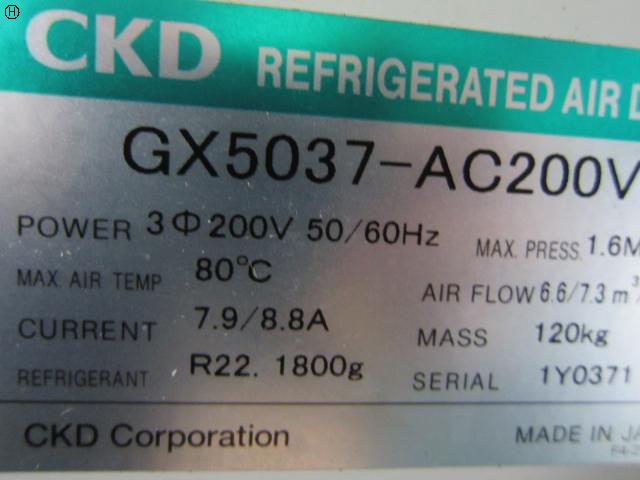 H
CKD REFRIGERATED AIR D
GX5037-AC200V
POWER 3Φ200V 50/60Hz MAX. PRESS. 1.6M
MAX. AIR TEMP 80°C AIR FLOW 6.6/7.3 m³/
CURRENT 7.9/8.8A MASS 120kg
REFRIGERANT R22. 1800g SERIAL 1Y0371
CKD Corporation MADE IN JA